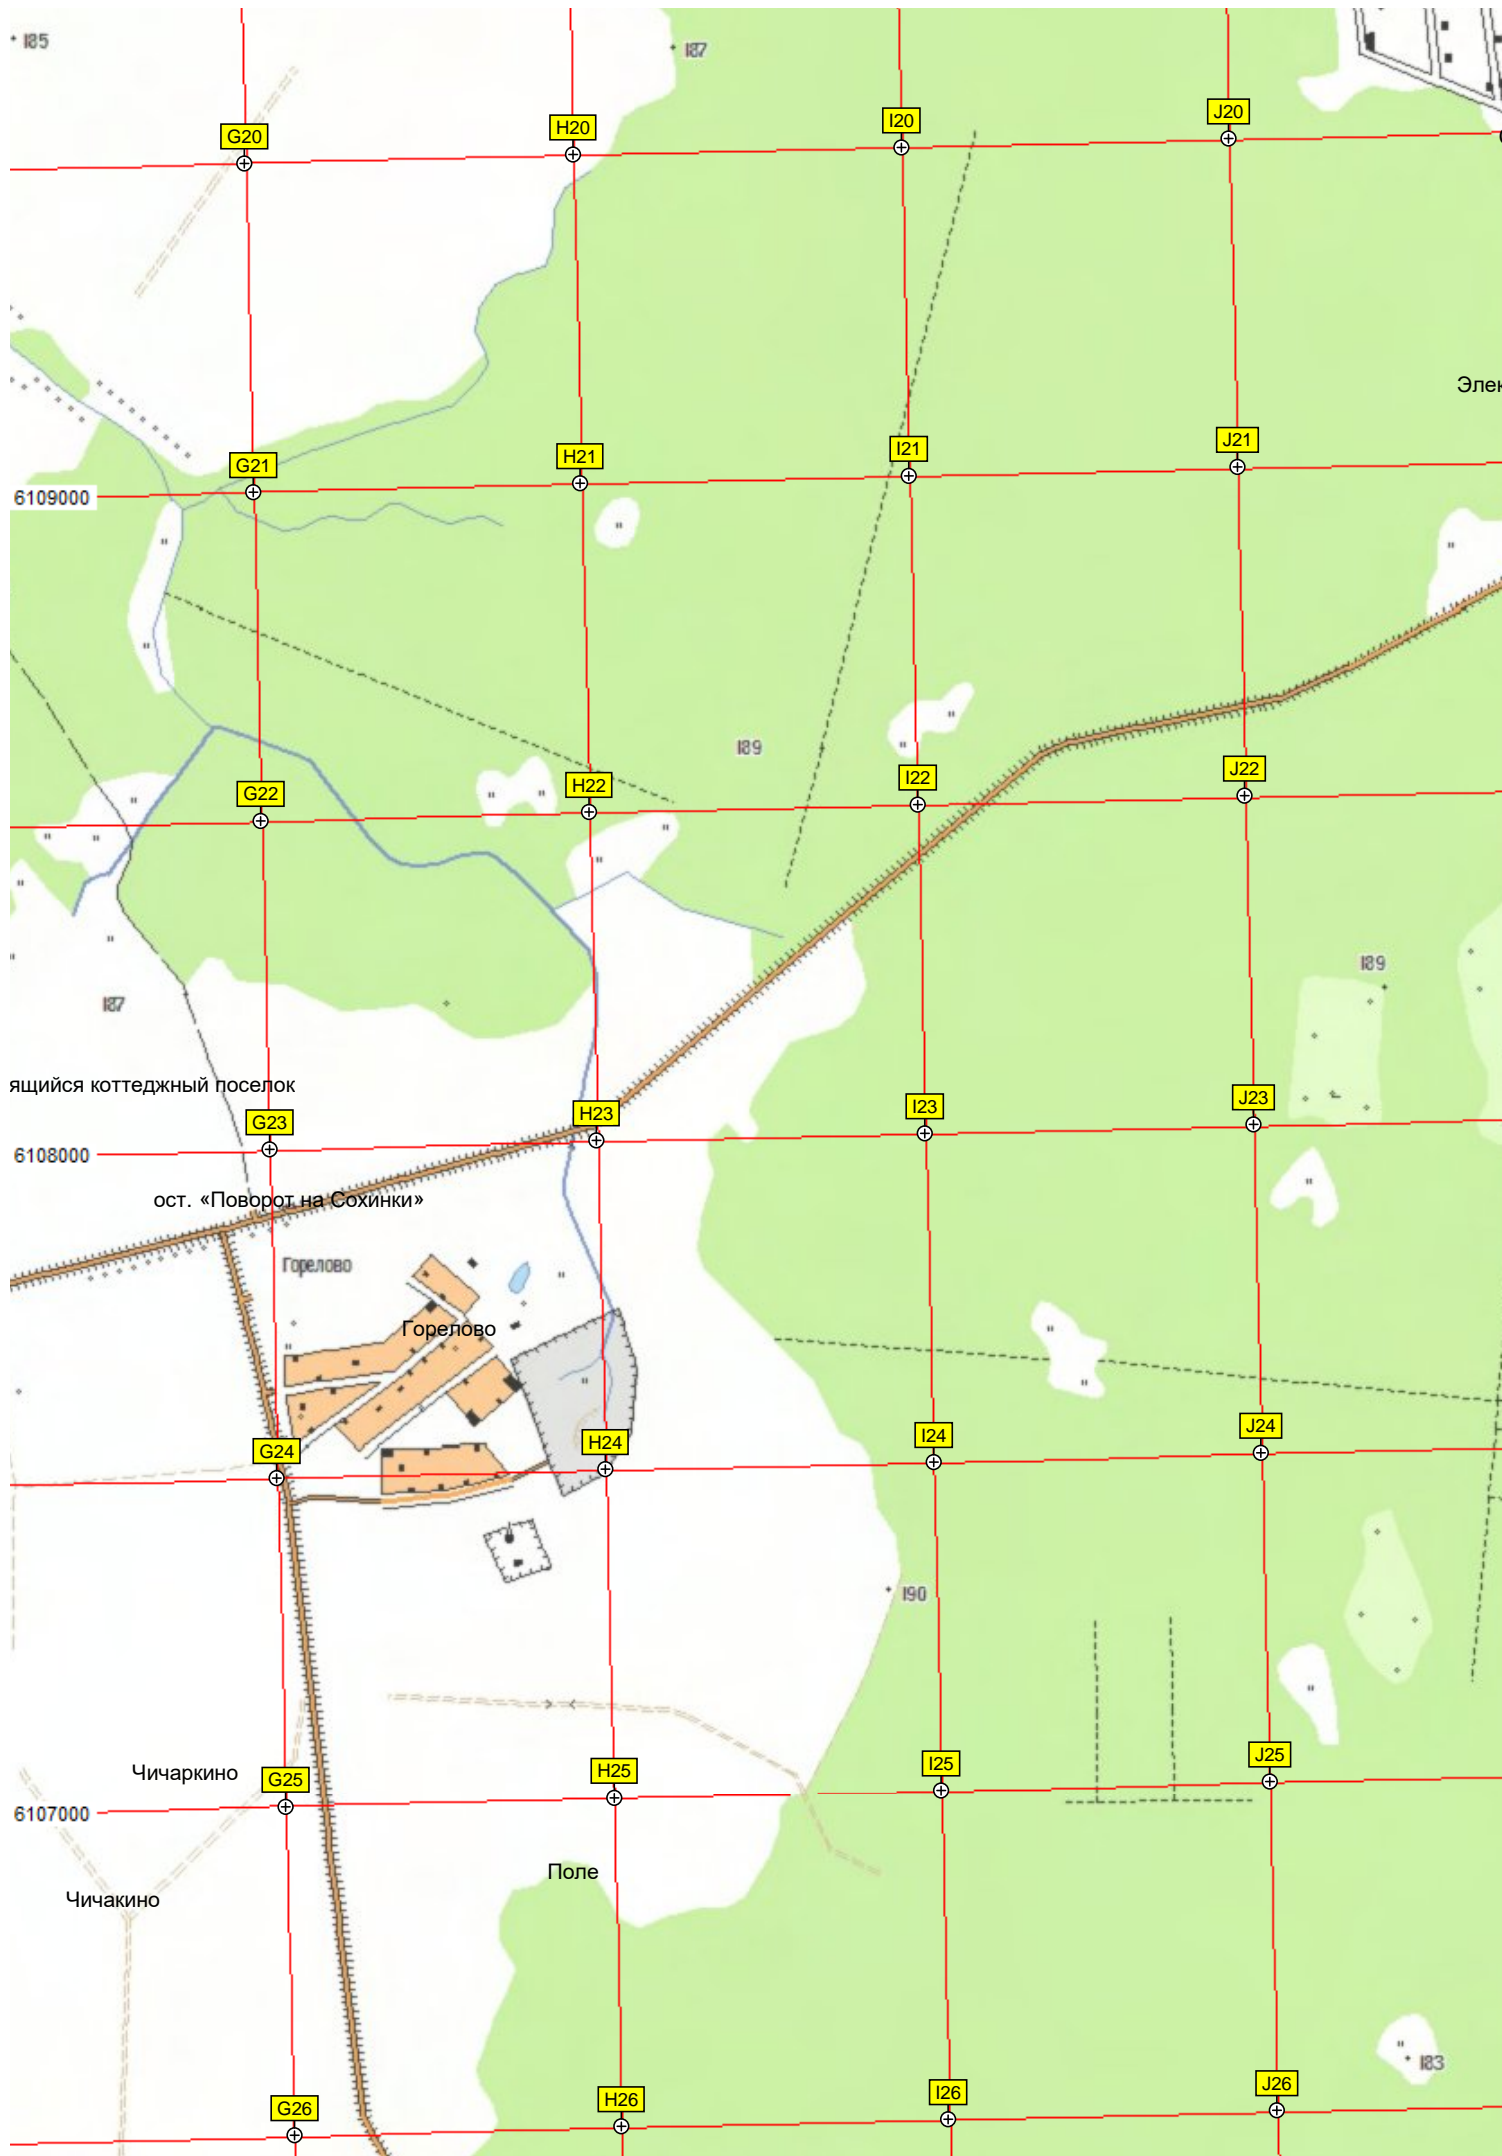 185
187
G20
H20
I20
J20
Элек
G21
H21
I21
J21
6109000
189
G22
H22
I22
J22
189
187
ящийся коттеджный поселок
G23
H23
I23
J23
6108000
ост. «Поворот на Сохинки»
Горелово
Горелово
G24
H24
I24
J24
190
Чичаркино
G25
H25
I25
J25
6107000
Поле
Чичакино
183
G26
H26
I26
J26